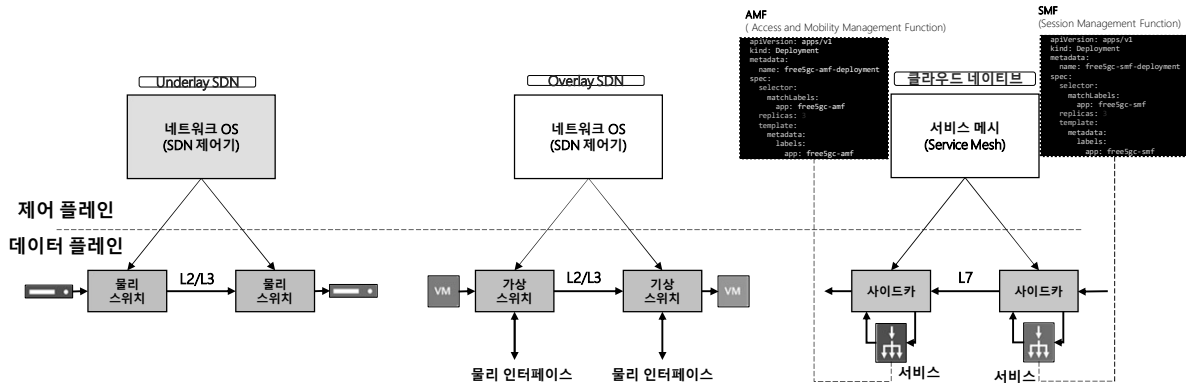 AMF
( Access and Mobility Management Function)
apiVersion: apps/v1
kind: Deployment
metadata:
name: free5gc-amf-deployment
spec:
selector:
matchLabels:
app: free5gc-amf
replicas: 3
template:
metadata:
labels:
app: free5gc-amf
SMF
(Session Management Function)
apiVersion: apps/v1
kind: Deployment
metadata:
name: free5gc-smf-deployment
spec:
selector:
matchLabels:
app: free5gc-smf
replicas: 3
template:
metadata:
labels:
app: free5gc-smf
Underlay SDN
네트워크 OS
(SDN 제어기)
Overlay SDN
네트워크 OS
(SDN 제어기)
클라우드 네이티브
서비스 메시
(Service Mesh)
제어 플레인
데이터 플레인
물리
스위치
L2/L3
물리
스위치
VM
가상
스위치
L2/L3
기상
스위치
VM
물리 인터페이스
물리 인터페이스
사이드카
L7
사이드카
서비스
서비스